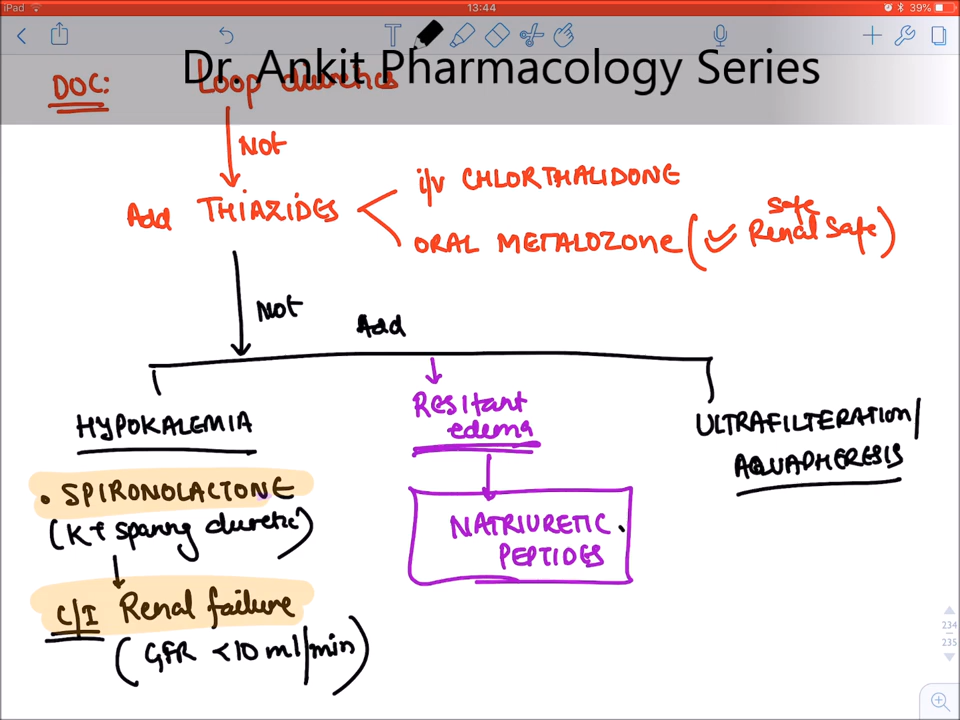 iPad
13:44
39%
T
Dr. Ankit Pharmacology Series
DOC: Loop diuretics
Not
Add THIAZIDES
i/v CHLORTHALIDONE
ORAL METALOZONE ( safe
Renal Safe )
Not
Add
HYPOKALEMIA
• SPIRONOLACTONE
(K+ sparing diuretic)
C/I Renal failure
(GFR <10 ml/min)
Resitant
edema
NATRIURETIC
PEPTIDES
ULTRAFILTERATION/
AQUAPHERESIS
234
235